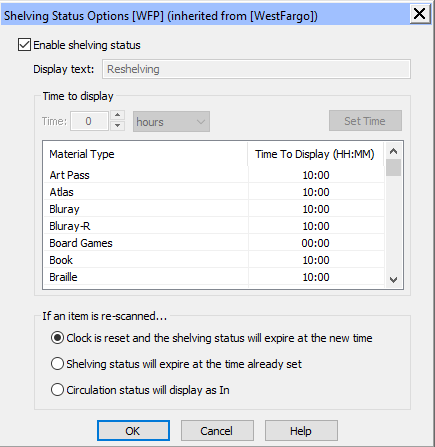 Shelving Status Options [WFP] (inherited from [WestFargo])
Enable shelving status
Display text: Reshelving
Time to display
Time: 0 hours Set Time
Material Type Time To Display (HH:MM)
Art Pass 10:00
Atlas 10:00
Bluray 10:00
Bluray-R 10:00
Board Games 00:00
Book 10:00
Braille 10:00
If an item is re-scanned...
Clock is reset and the shelving status will expire at the new time
Shelving status will expire at the time already set
Circulation status will display as In
OK Cancel Help